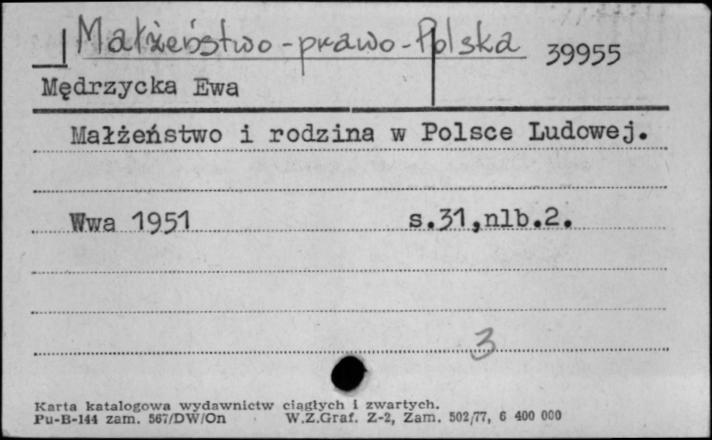 Małżeństwo - prawo - Polska 39955
Mędrzycka Ewa
Małżeństwo i rodzina w Polsce Ludowej.
Wwa 1951 s.31,nlb.2.
3
Karta katalogowa wydawnictw ciągłych i zwartych.
Pu-B-144 zam. 567/DW/On W.Z.Graf. Z-2, Zam. 502/77, 6 400 000